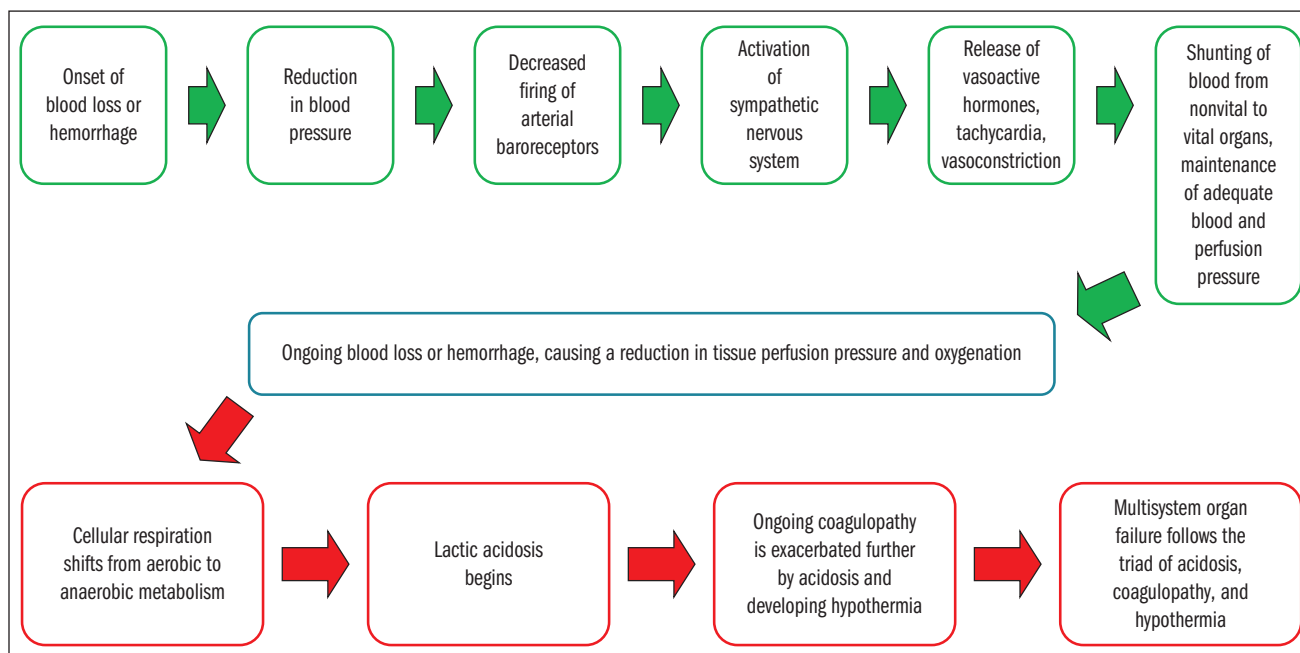 Onset of
blood loss or
hemorrhage
Reduction
in blood
pressure
Decreased
firing of
arterial
baroreceptors
Activation
of
sympathetic
nervous
system
Release of
vasoactive
hormones,
tachycardia,
vasoconstriction
Shunting of
blood from
nonvital to
vital organs,
maintenance
of adequate
blood and
perfusion
pressure
Ongoing blood loss or hemorrhage, causing a reduction in tissue perfusion pressure and oxygenation
Cellular respiration
shifts from aerobic to
anaerobic metabolism
Lactic acidosis
begins
Ongoing coagulopathy
is exacerbated further
by acidosis and
developing hypothermia
Multisystem organ
failure follows the
triad of acidosis,
coagulopathy, and
hypothermia